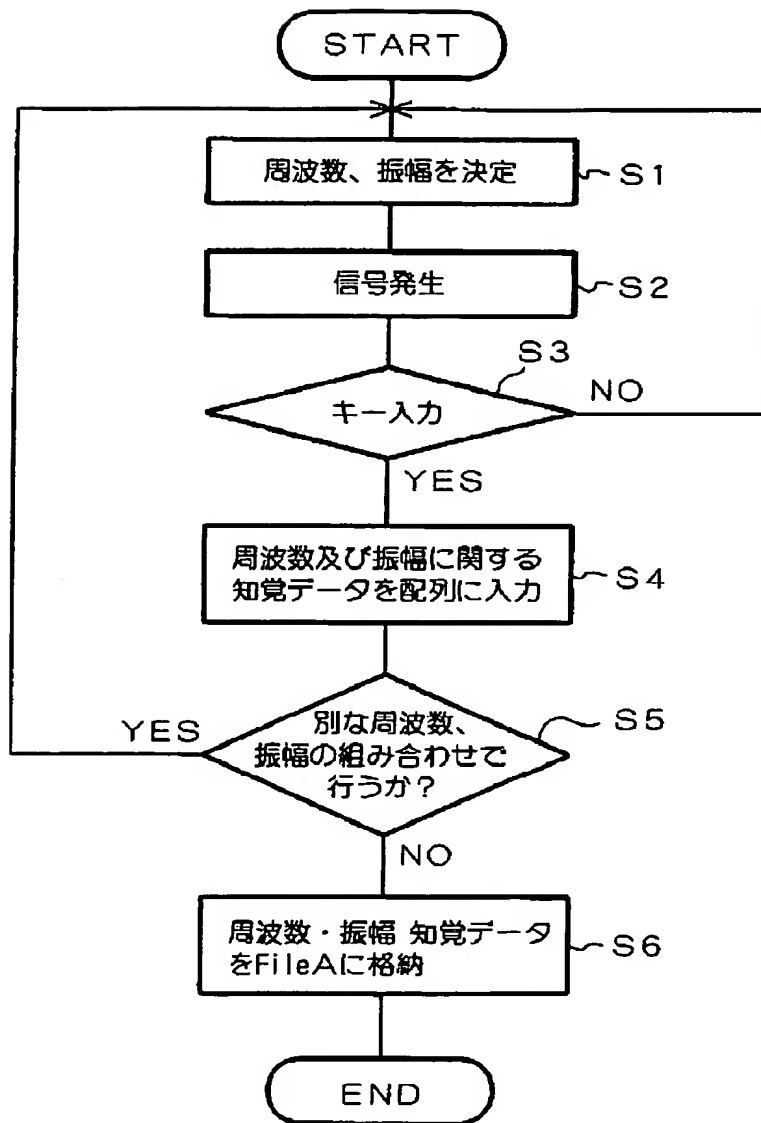 START
周波数、振幅を決定
S1
信号発生
S2
S3
キー入力
NO
YES
周波数及び振幅に関する
知覚データを配列に入力
S4
YES
別な周波数、
振幅の組み合わせで
行うか？
S5
NO
周波数・振幅 知覚データ
をFileAに格納
S6
END